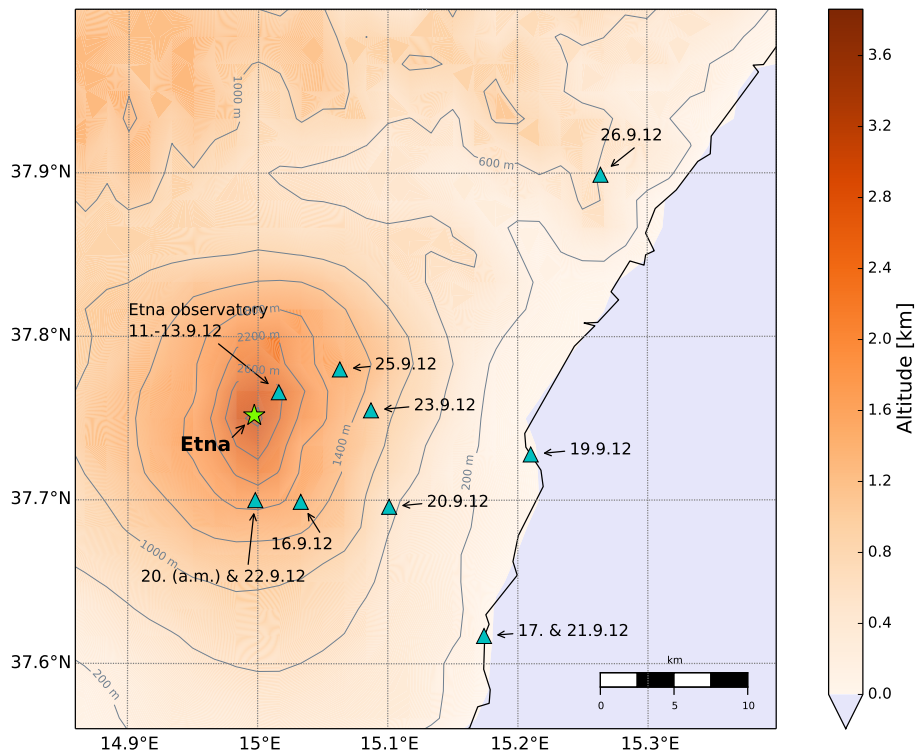 3.6
3.2
2.8
2.4
2.0
1.6
1.2
0.8
0.4
0.0
Altitude [km]
37.9°N
37.8°N
37.7°N
37.6°N
14.9°E
15°E
15.1°E
15.2°E
15.3°E
1000 m
600 m
26.9.12
Etna observatory
11.-13.9.12
2200 m
25.9.12
23.9.12
Etna
1400 m
19.9.12
200 m
20.9.12
16.9.12
1000 m
20. (a.m.) & 22.9.12
17. & 21.9.12
200 m
km
0
5
10